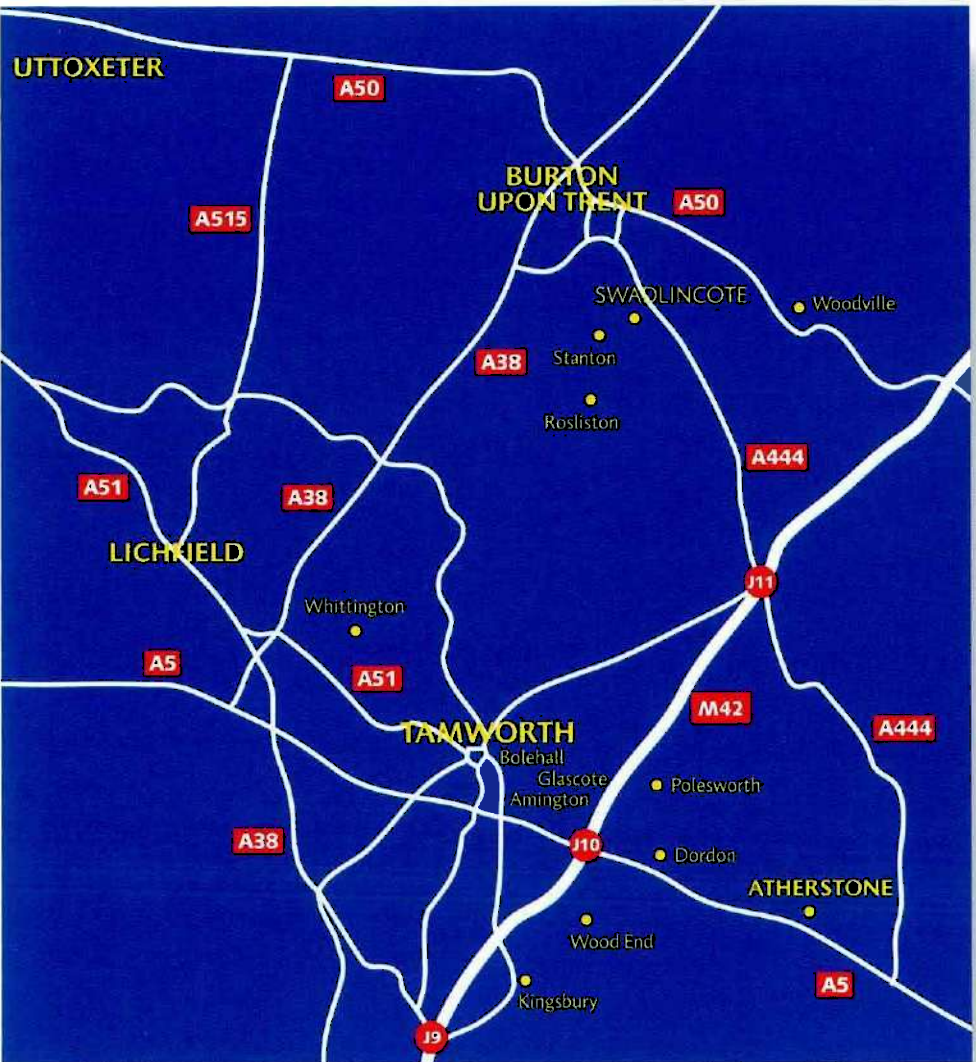 UTTOXETER
A50
BURTON
UPON TRENT
A50
A515
SWADLINCOTE
Woodville
Stanton
A38
Rosliston
A444
A51
A38
LICHFIELD
J11
Whittington
A5
A51
M42
A444
TAMWORTH
Bolehall
Glascote
Amington
Polesworth
A38
J10
Dordon
ATHERSTONE
Wood End
A5
Kingsbury
J9